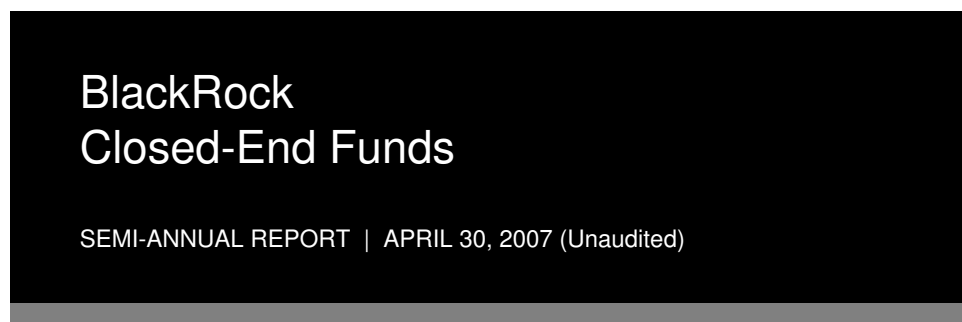 BlackRock
Closed-End Funds
SEMI-ANNUAL REPORT | APRIL 30, 2007 (Unaudited)